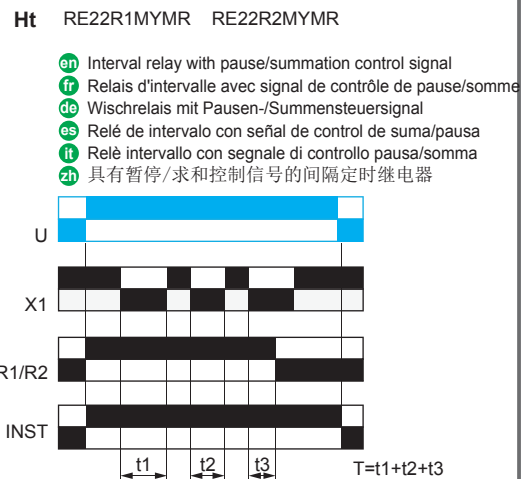 Ht RE22R1MYMR RE22R2MYMR
en Interval relay with pause/summation control signal
fr Relais d'intervalle avec signal de contrôle de pause/somme
de Wischrelais mit Pausen-/Summensteuersignal
es Relé de intervalo con señal de control de suma/pausa
it Relè intervallo con segnale di controllo pausa/somma
zh 具有暂停/求和控制信号的间隔定时继电器
U
X1
R1/R2
INST
t1 t2 t3 T=t1+t2+t3